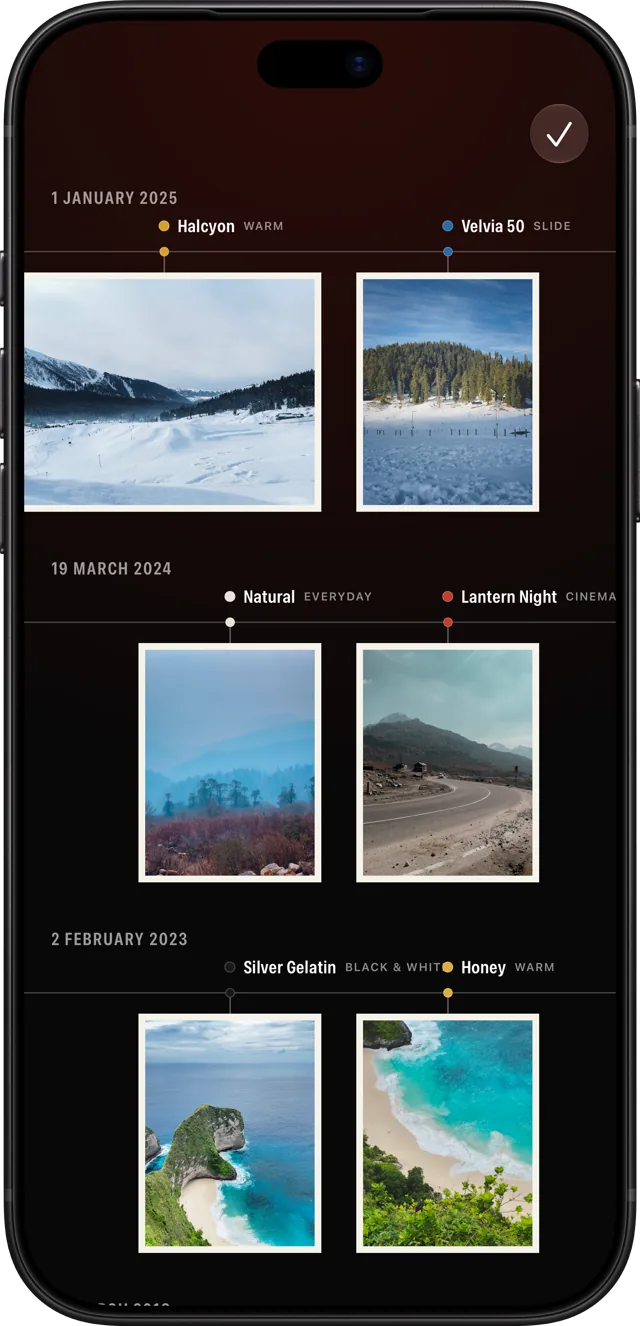 1 JANUARY 2025
Halcyon WARM Velvia 50 SLIDE
19 MARCH 2024
Natural EVERYDAY Lantern Night CINEMA
2 FEBRUARY 2023
Silver Gelatin BLACK & WHIT Honey WARM